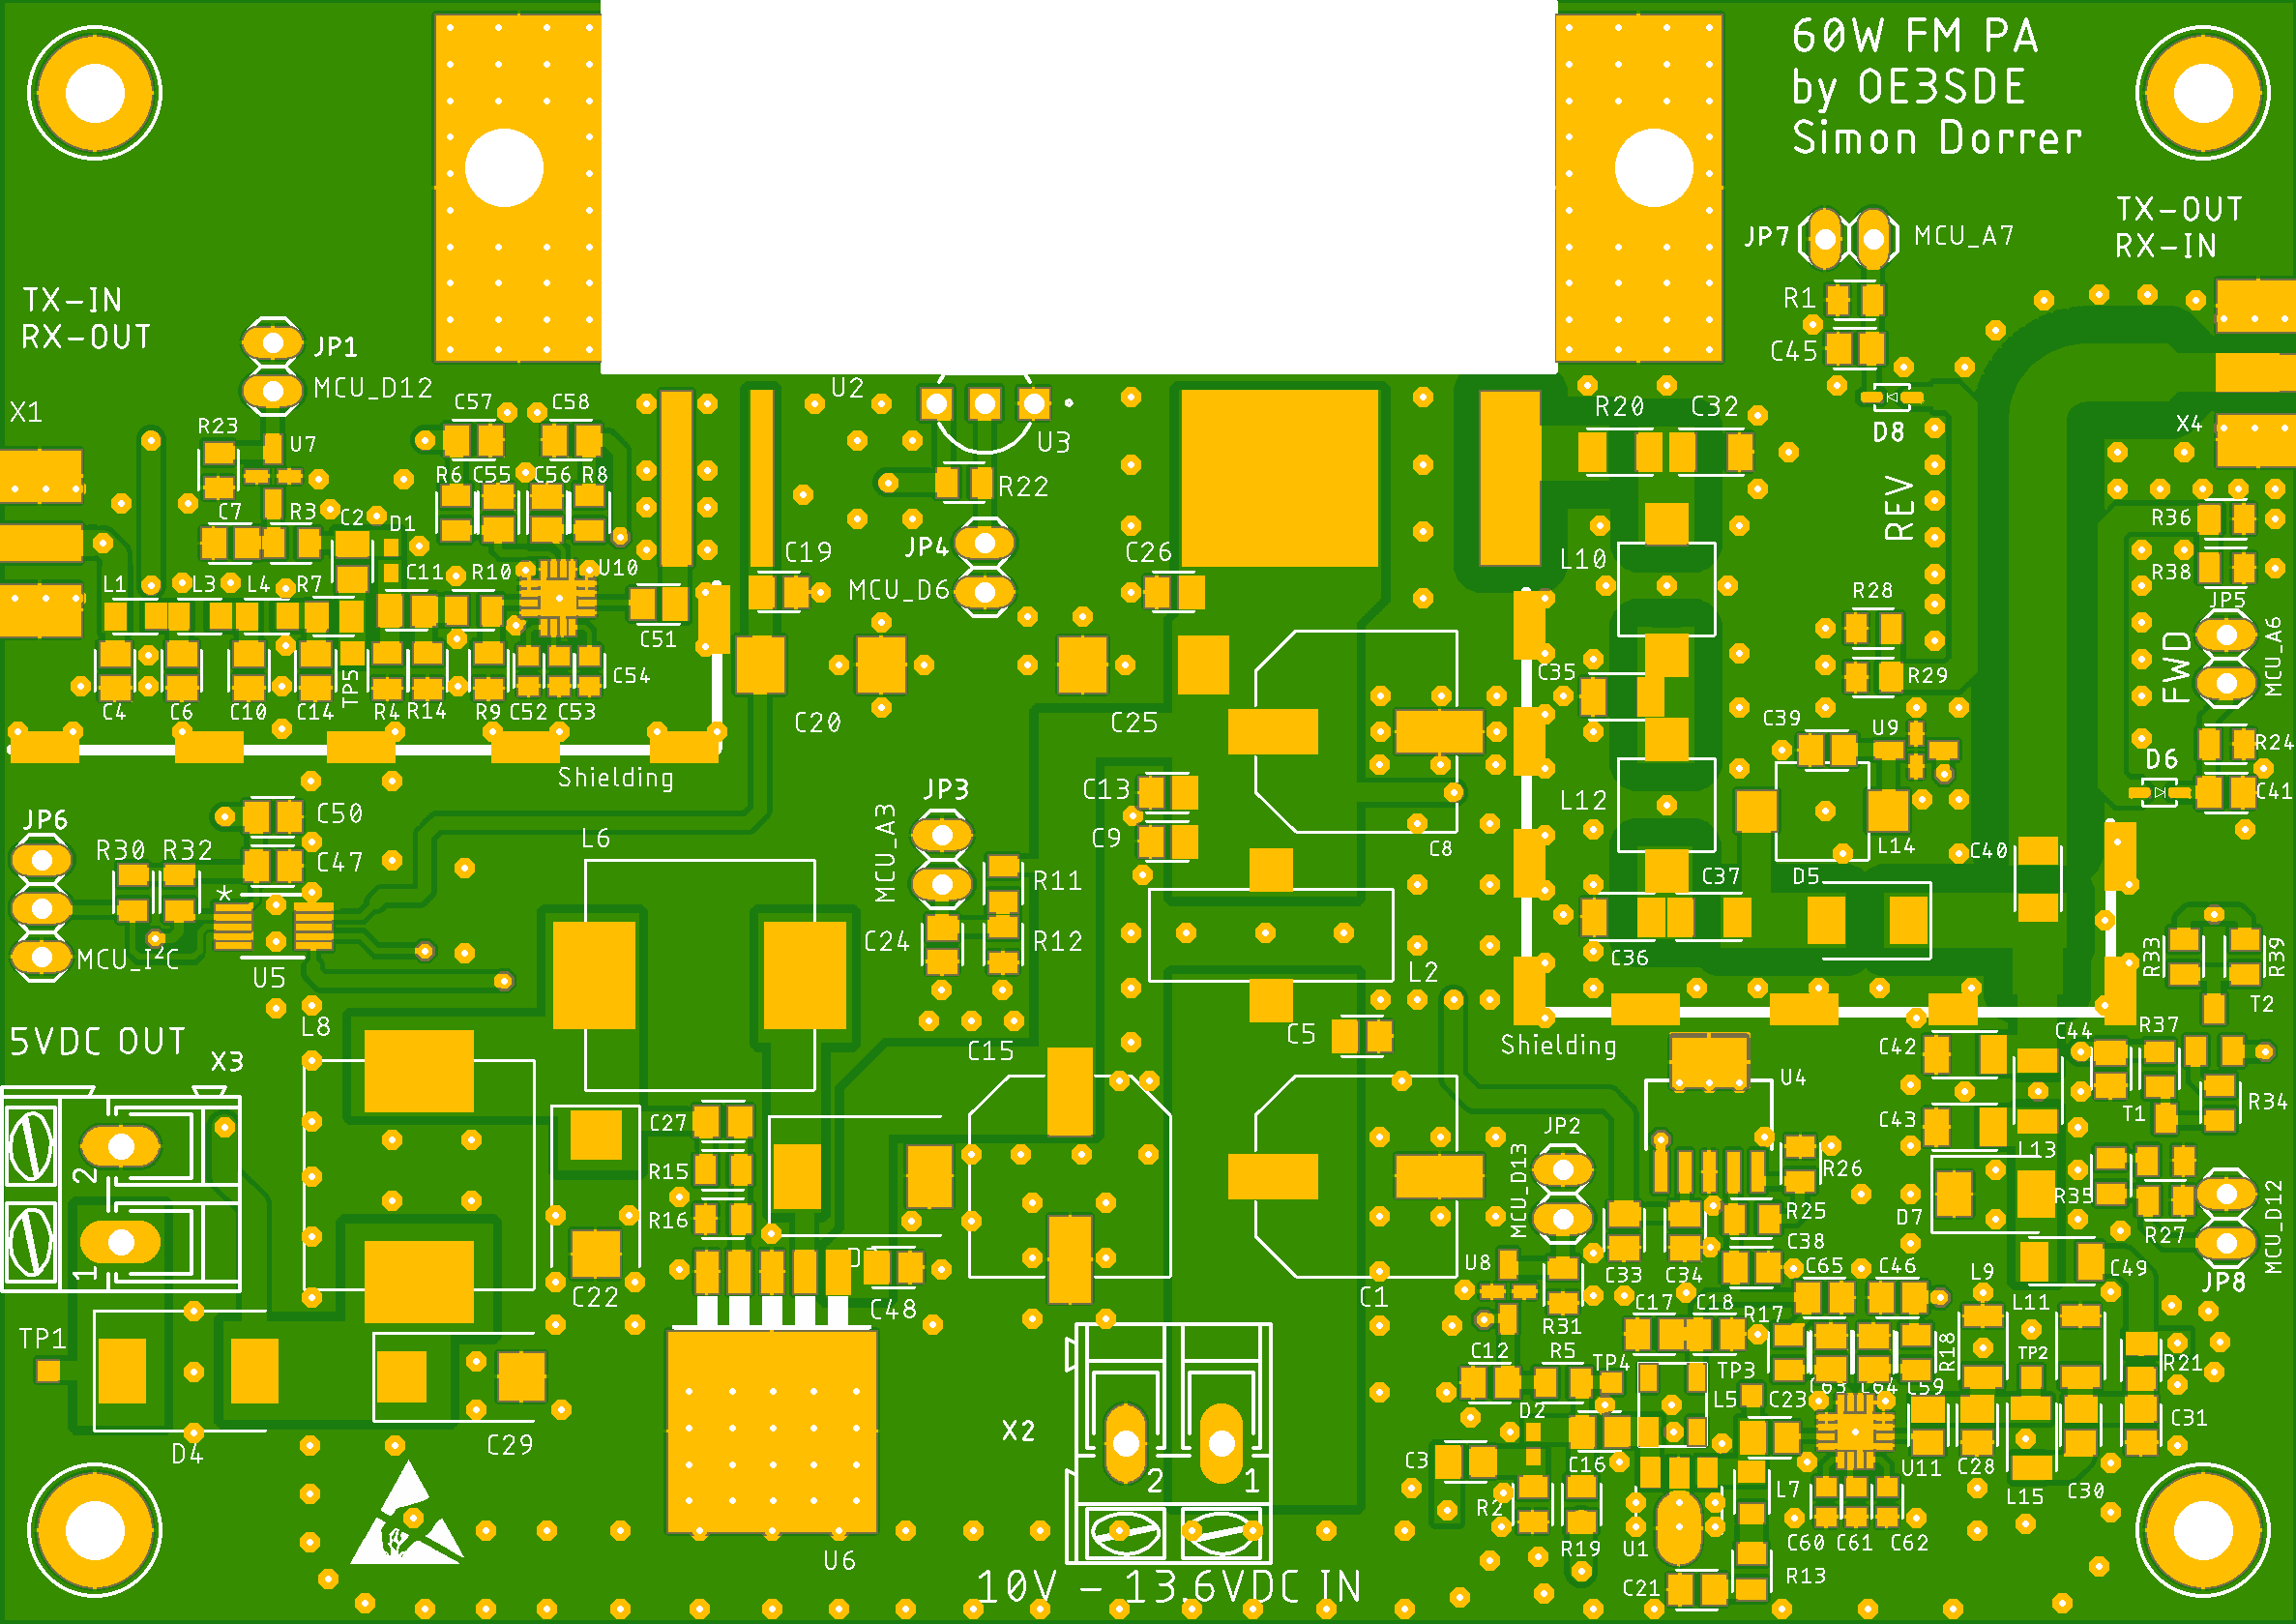 60W FM PA
by OE3SDE
Simon Dorrer
TX-OUT
RX-IN
JP7
MCU_A7
R1
C45
D8
X4
TX-IN
RX-OUT
JP1
MCU_D12
X1
R23
U7
C57
C58
U2
U3
R22
R20
C32
REV
R6
C55
C56
R8
C7
R3
C2
D1
JP4
MCU_D6
C19
C26
L10
R36
R38
JP5
MCU_A6
FWD
L1
L3
L4
R7
C11
R10
U10
C51
R28
R29
C35
C4
C6
C10
C14
TP5
R4
R14
R9
C52
C53
C54
C20
C25
C39
U9
R24
D6
C41
Shielding
JP6
C50
C47
R30
R32
*
U5
MCU_I²C
L6
JP3
MCU_A3
R11
R12
C24
C13
C9
C8
L12
L14
C40
D5
C37
C36
L2
R33
R39
T2
5VDC OUT
X3
L8
C15
C5
Shielding
U4
C42
C44
R37
C43
T1
R34
L13
2
1
C27
R15
R16
D
C48
C22
C1
JP2
MCU_D13
R26
R25
C38
D7
R35
R27
MCU_D12
JP8
C33
C34
U8
R31
C65
C46
C49
L9
L11
C17
C18
R17
R18
TP2
R21
TP1
D4
C29
X2
2
1
C12
R5
TP4
TP3
L5
C23
C63
C64
C59
D2
C3
C16
R2
R19
U1
L7
U11
C28
L15
C30
C31
C60
C61
C62
C21
R13
U6
10V - 13.6VDC IN